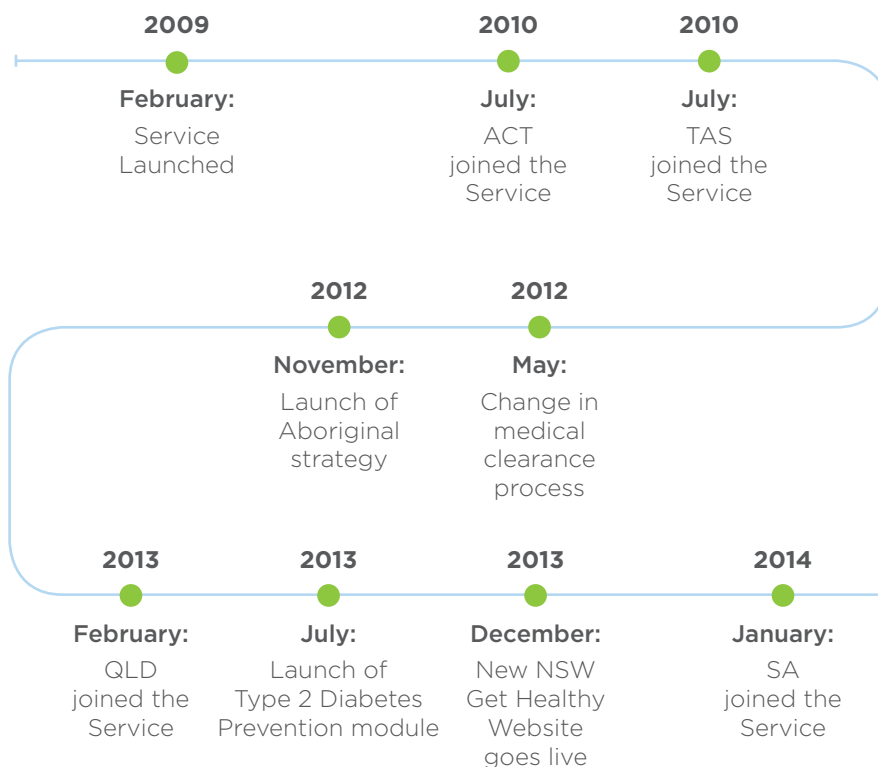 2009
February:
Service
Launched
2010
July:
ACT
joined the
Service
2010
July:
TAS
joined the
Service
2012
May:
Change in
medical
clearance
process
2012
November:
Launch of
Aboriginal
strategy
2013
February:
QLD
joined the
Service
2013
July:
Launch of
Type 2 Diabetes
Prevention module
2013
December:
New NSW
Get Healthy
Website
goes live
2014
January:
SA
joined the
Service